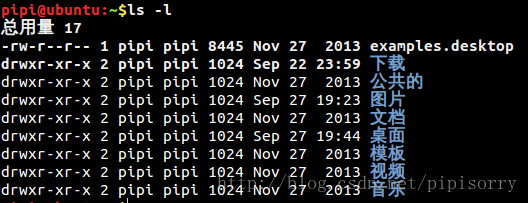 pipi@ubuntu:~$ls -l
总用量 17
-rw-r--r-- 1 pipi pipi 8445 Nov 27  2013 examples.desktop
drwxr-xr-x 2 pipi pipi 1024 Sep 22 23:59 下载
drwxr-xr-x 2 pipi pipi 1024 Nov 27  2013 公共的
drwxr-xr-x 2 pipi pipi 1024 Sep 27 19:23 图片
drwxr-xr-x 2 pipi pipi 1024 Nov 27  2013 文档
drwxr-xr-x 2 pipi pipi 1024 Sep 27 19:44 桌面
drwxr-xr-x 2 pipi pipi 1024 Nov 27  2013 模板
drwxr-xr-x 2 pipi pipi 1024 Nov 27  2013 视频
drwxr-xr-x 2 pipi pipi 1024 Nov 27  2013 音乐
http://blog.csdn.net/pipisorry